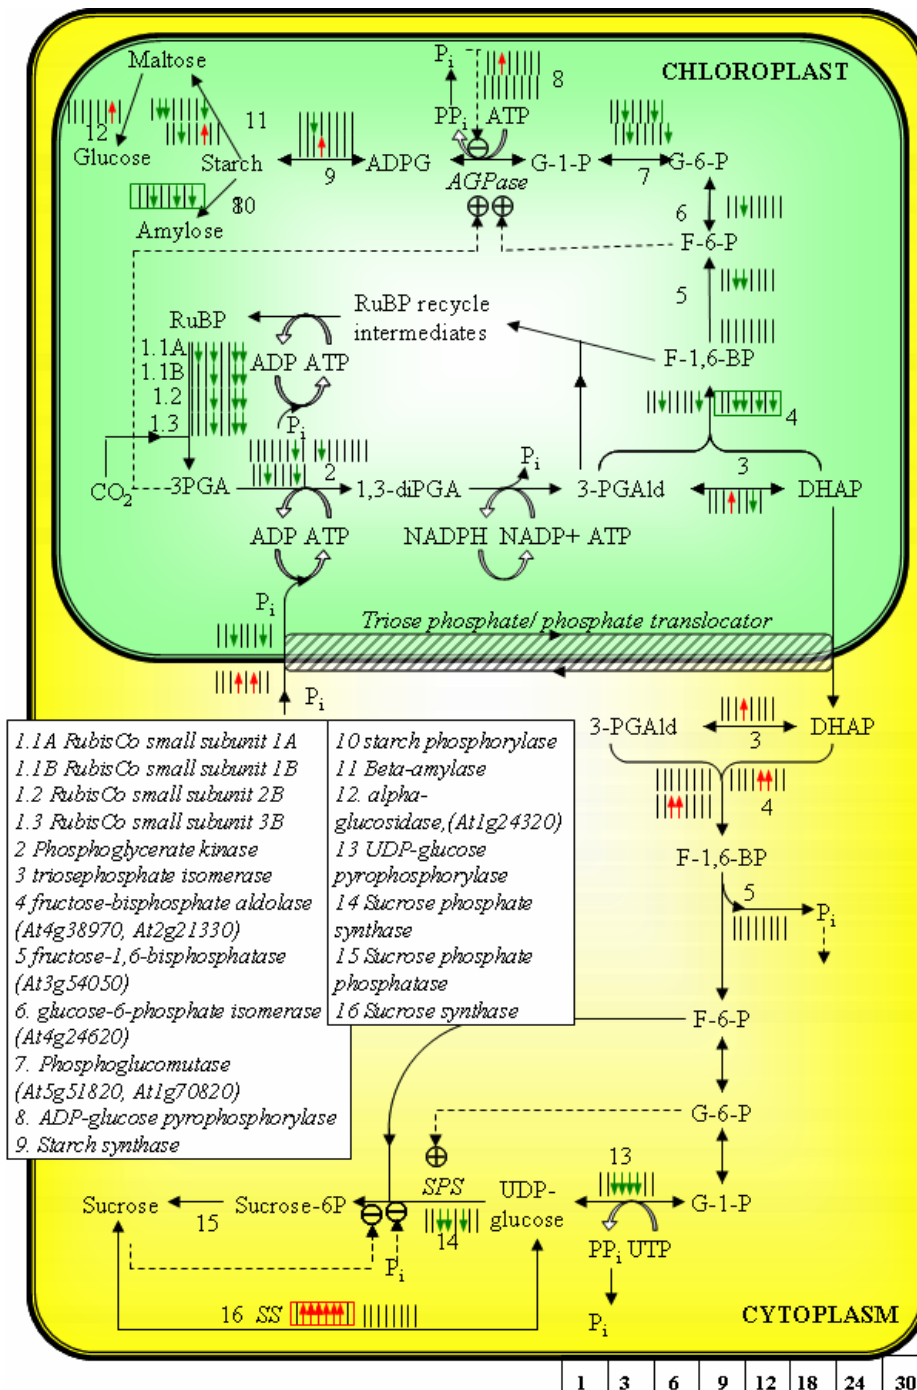 CHLOROPLAST
Maltose
12
Glucose
11
Starch
10
Amylose
9
ADPG
Pi
PPi
ATP
8
AGPase
G-1-P
7
G-6-P
6
F-6-P
5
F-1,6-BP
4
RuBP recycle
intermediates
RuBP
1.1A
1.1B
1.2
1.3
ADP ATP
Pi
CO2
3PGA
2
1,3-diPGA
Pi
3-PGAld
3
DHAP
ADP ATP
NADPH NADP+ ATP
Pi
Triose phosphate/ phosphate translocator
Pi
3-PGAld
3
DHAP
4
F-1,6-BP
5
Pi
F-6-P
G-6-P
G-1-P
13
UDP-
glucose
PPi UTP
Pi
SPS
14
Sucrose-6P
15
Sucrose
Pi
16 SS
CYTOPLASM
1.1A RubisCo small subunit 1A
1.1B RubisCo small subunit 1B
1.2 RubisCo small subunit 2B
1.3 RubisCo small subunit 3B
2 Phosphoglycerate kinase
3 triosephosphate isomerase
4 fructose-bisphosphate aldolase
(At4g38970, At2g21330)
5 fructose-1,6-bisphosphatase
(At3g54050)
6. glucose-6-phosphate isomerase
(At4g24620)
7. Phosphoglucomutase
(At5g51820, At1g70820)
8. ADP-glucose pyrophosphorylase
9. Starch synthase
10 starch phosphorylase
11 Beta-amylase
12. alpha-
glucosidase,(At1g24320)
13 UDP-glucose
pyrophosphorylase
14 Sucrose phosphate
synthase
15 Sucrose phosphate
phosphatase
16 Sucrose synthase
1 3 6 9 12 18 24 30